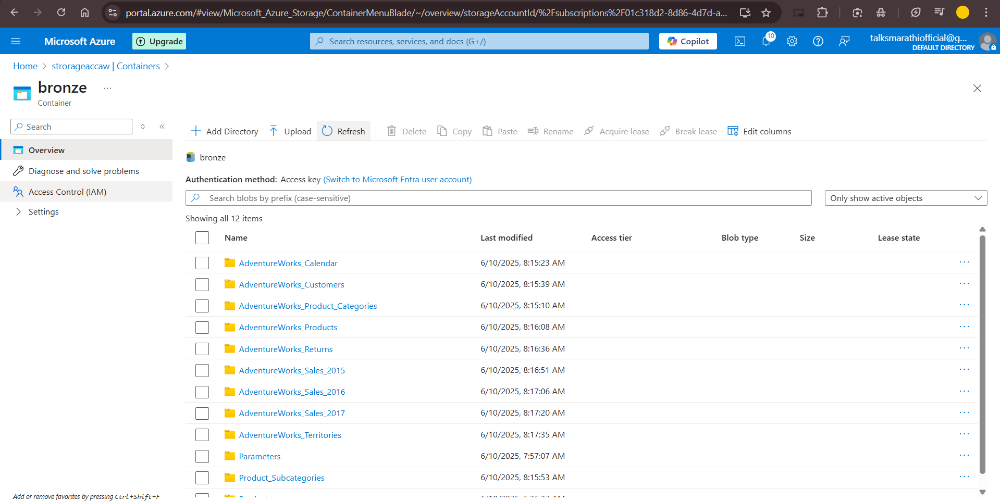 portal.azure.com/#view/Microsoft_Azure_Storage/ContainerMenuBlade/~/overview/storageAccountId/%2Fsubscriptions%2F01c318d2-8d86-4d7d-a...
Microsoft Azure
Upgrade
Search resources, services, and docs (G+/)
Copilot
10
talksmarathiofficial@g...
DEFAULT DIRECTORY
Home > strorageaccaw | Containers >
bronze ...
Container
Search
Add Directory Upload Refresh Delete Copy Paste Rename Acquire lease Break lease Edit columns
Overview
Diagnose and solve problems
Access Control (IAM)
Settings
bronze
Authentication method: Access key (Switch to Microsoft Entra user account)
Search blobs by prefix (case-sensitive)
Only show active objects
Showing all 12 items
Name Last modified Access tier Blob type Size Lease state
AdventureWorks_Calendar 6/10/2025, 8:15:23 AM ...
AdventureWorks_Customers 6/10/2025, 8:15:39 AM ...
AdventureWorks_Product_Categories 6/10/2025, 8:15:10 AM ...
AdventureWorks_Products 6/10/2025, 8:16:08 AM ...
AdventureWorks_Returns 6/10/2025, 8:16:36 AM ...
AdventureWorks_Sales_2015 6/10/2025, 8:16:51 AM ...
AdventureWorks_Sales_2016 6/10/2025, 8:17:06 AM ...
AdventureWorks_Sales_2017 6/10/2025, 8:17:20 AM ...
AdventureWorks_Territories 6/10/2025, 8:17:35 AM ...
Parameters 6/10/2025, 7:57:07 AM ...
Product_Subcategories 6/10/2025, 8:15:53 AM ...
Add or remove favorites by pressing Ctrl+Shift+F